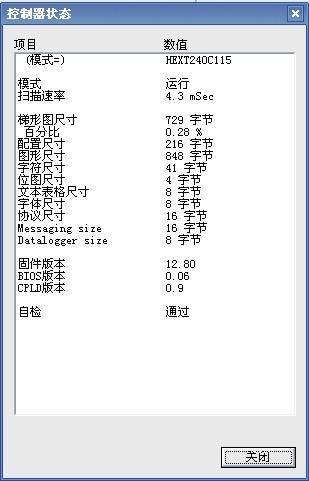 控制器状态
项目 数值
(模式=) HEXT240C115
模式 运行
扫描速率 4.3 mSec
梯形图尺寸 729 字节
百分比 0.28 %
配置尺寸 216 字节
图形尺寸 848 字节
字符尺寸 41 字节
位图尺寸 4 字节
文本表格尺寸 8 字节
字体尺寸 8 字节
协议尺寸 16 字节
Messaging size 16 字节
Datalogger size 8 字节
固件版本 12.80
BIOS版本 0.06
CPLD版本 0.9
自检 通过
关闭